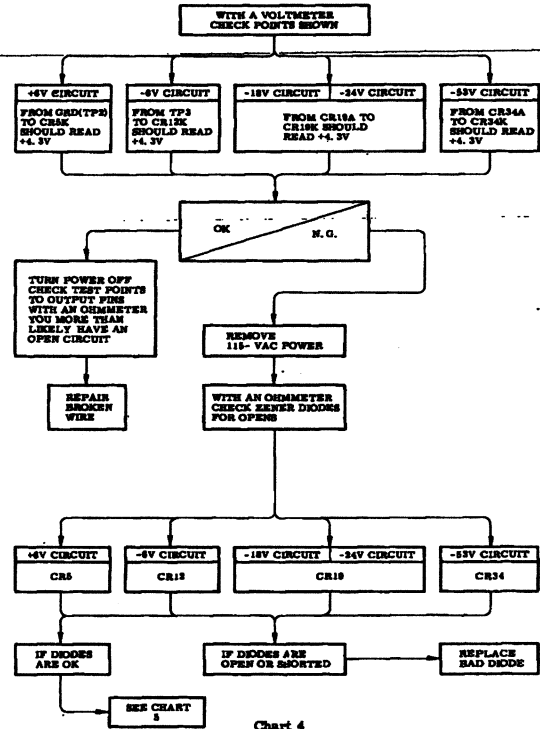 WITH A VOLTMETER
CHECK POINTS SHOWN
+6V CIRCUIT
FROM GRD(TP2)
TO CR5K
SHOULD READ
+4.3V
-6V CIRCUIT
FROM TP3
TO CR12K
SHOULD READ
+4.3V
-18V CIRCUIT
-24V CIRCUIT
FROM CR19A TO
CR19K SHOULD
READ +4.3V
-53V CIRCUIT
FROM CR34A
TO CR34K
SHOULD READ
+4.3V
OK
N.G.
TURN POWER OFF
CHECK TEST POINTS
TO OUTPUT PINS
WITH AN OHMMETER
YOU MORE THAN
LIKELY HAVE AN
OPEN CIRCUIT
REPAIR
BROKEN
WIRE
REMOVE
115- VAC POWER
WITH AN OHMMETER
CHECK ZENER DIODES
FOR OPENS
+6V CIRCUIT
CR5
-6V CIRCUIT
CR12
-18V CIRCUIT
-24V CIRCUIT
CR19
-53V CIRCUIT
CR34
IF DIODES
ARE OK
IF DIODES ARE
OPEN OR SHORTED
REPLACE
BAD DIODE
SEE CHART
5
Chart 4